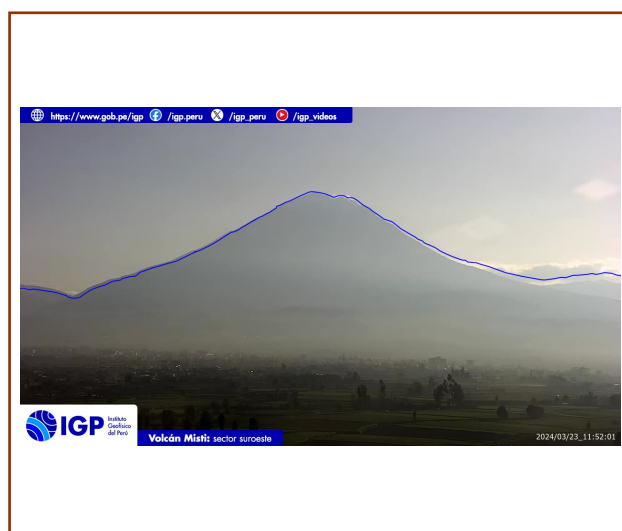 https://www.gob.pe/igp /igp.peru /igp_peru /igp_videos
IGP
Instituto
Geofísico
del Perú
Volcán Misti: sector suroeste
2024/03/23_11:52:01